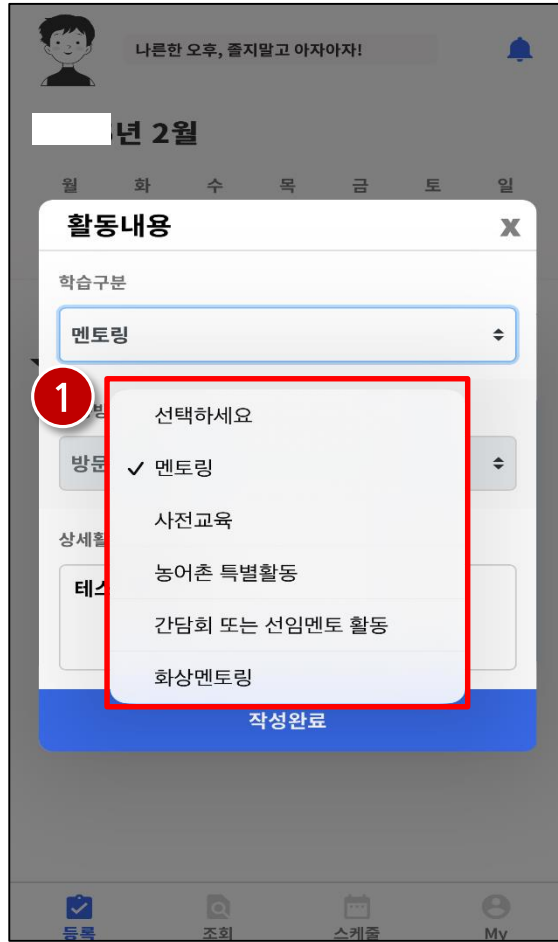 나른한 오후, 졸지말고 아자아자!
년 2월
월 화 수 목 금 토 일
활동내용 X
학습구분
멘토링
1
방문
선택하세요
✓ 멘토링
사전교육
상세활
농어촌 특별활동
간담회 또는 선임멘토 활동
화상멘토링
작성완료
등록 조회 스케줄 My